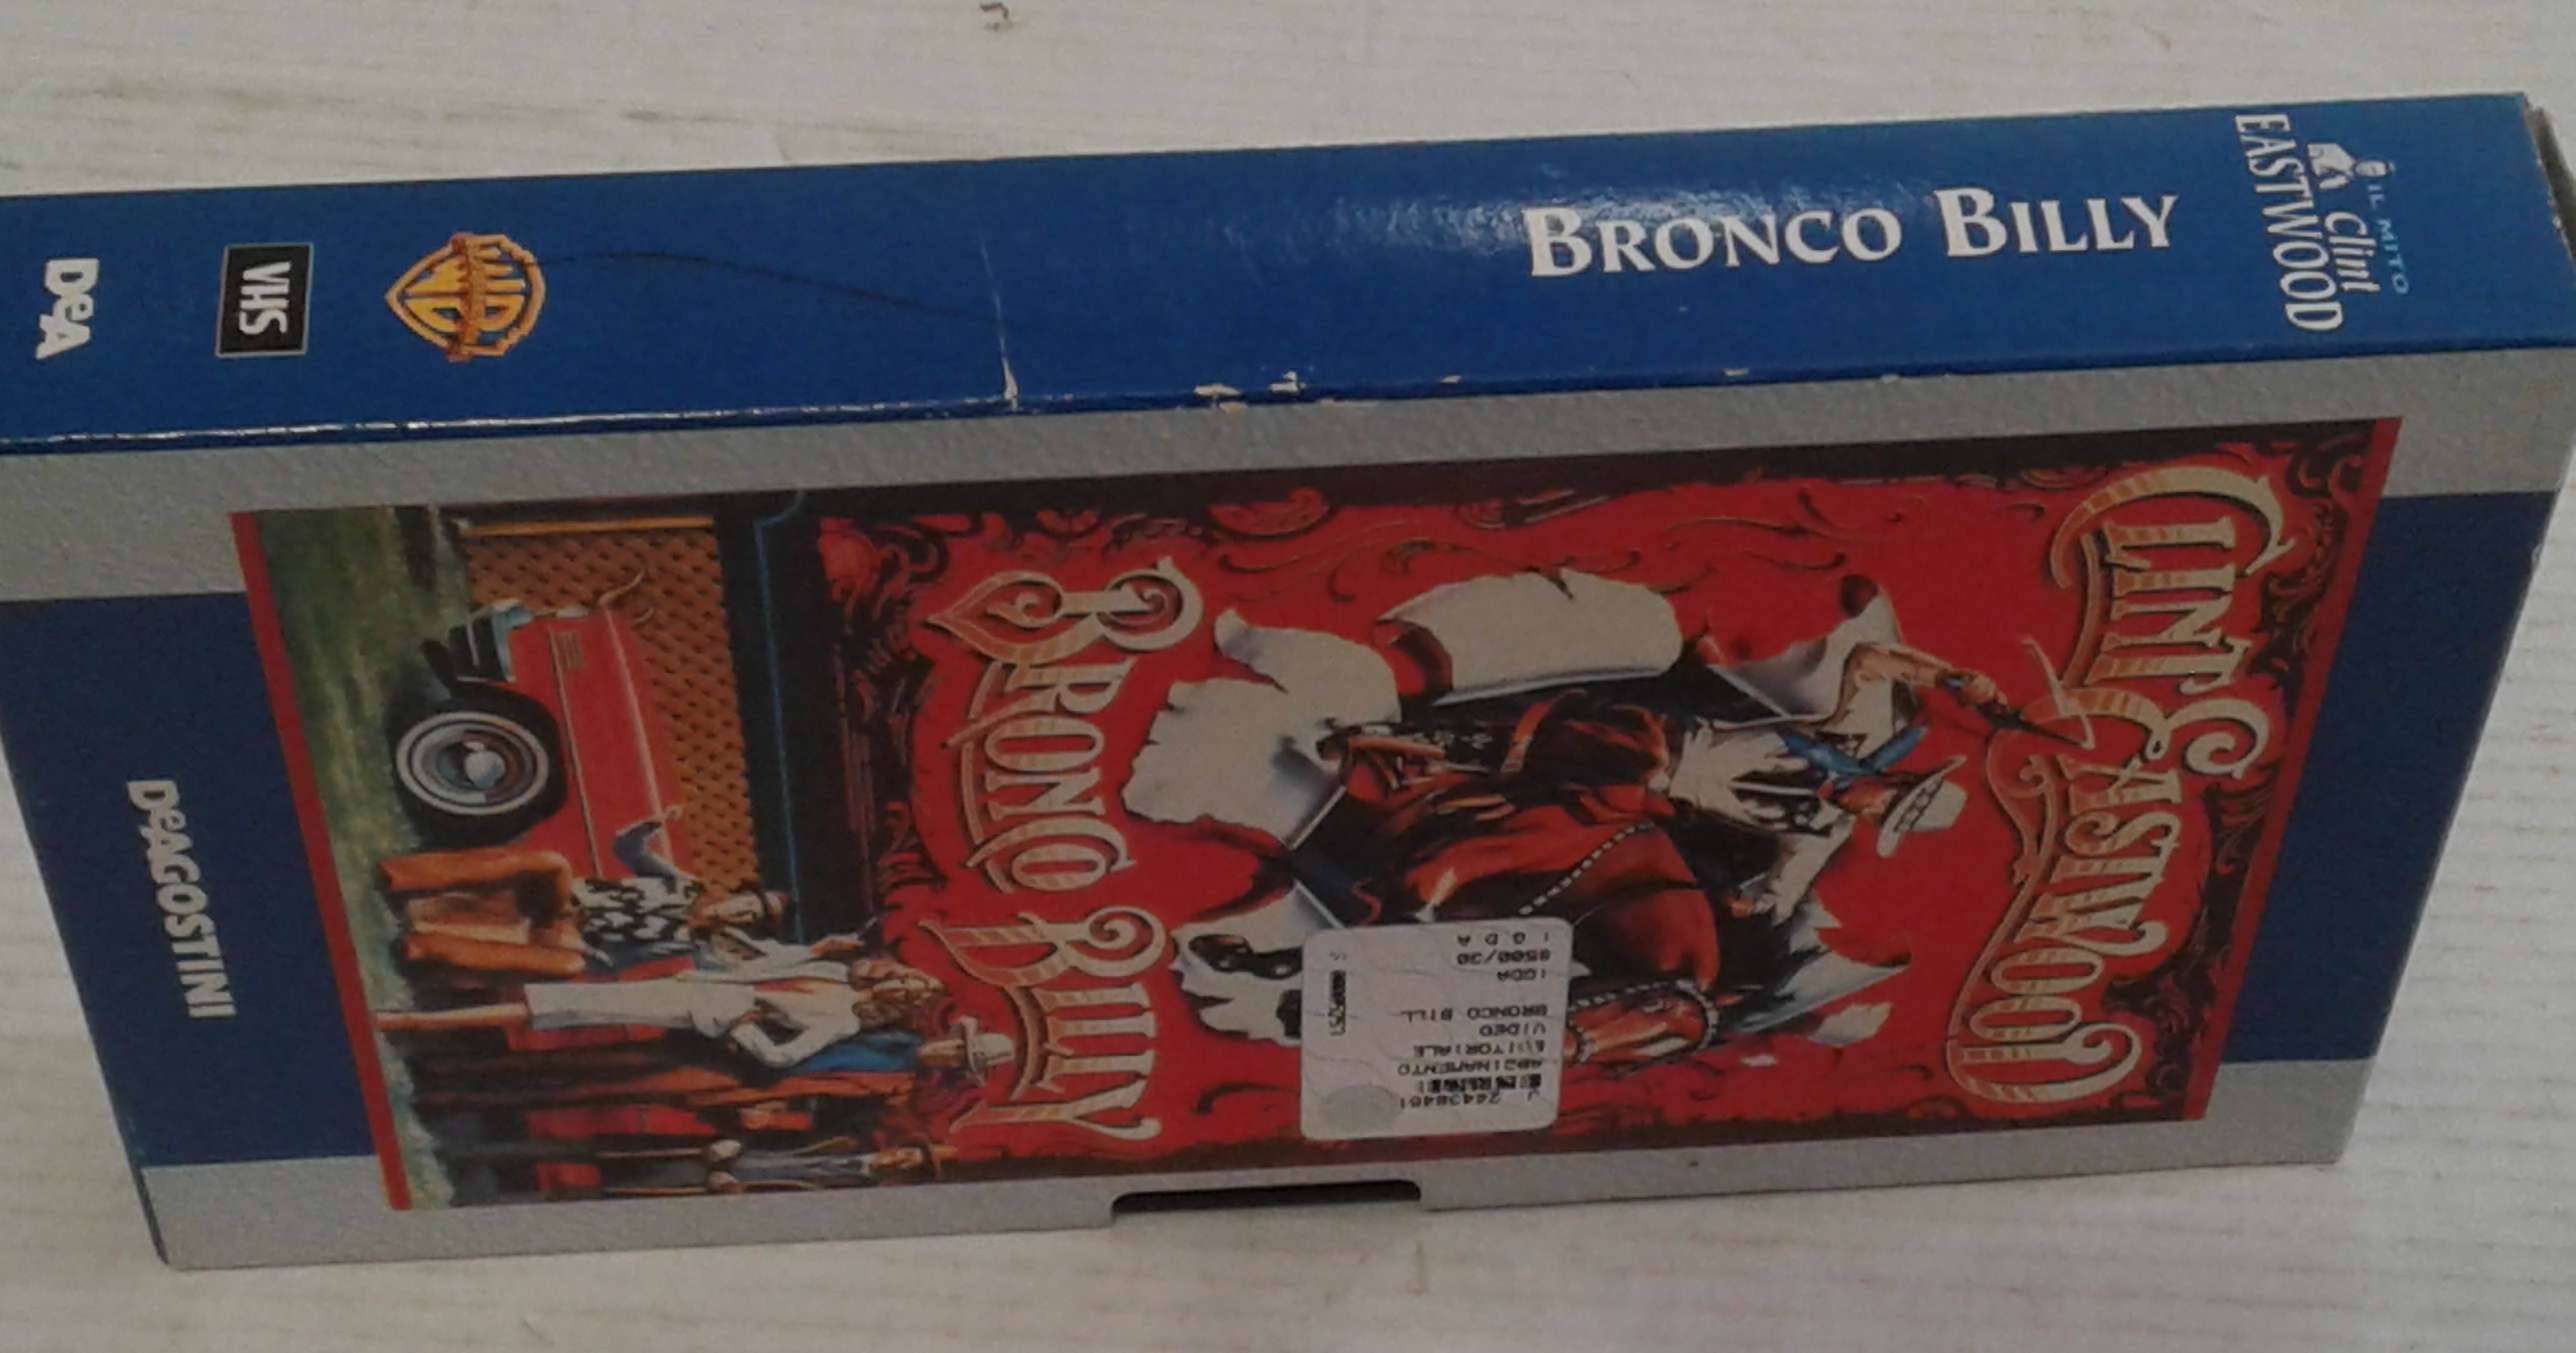 BRONCO BILLY
IL MITO
Clint
EASTWOOD
WB
VHS
DeA
CLINT EASTWOOD
BRONCO BILLY
DEAGOSTINI
ABBINAMENTO
EDITORIALE
VIDEO
BRONCO BILL
IGDA
8500/30
I G D A